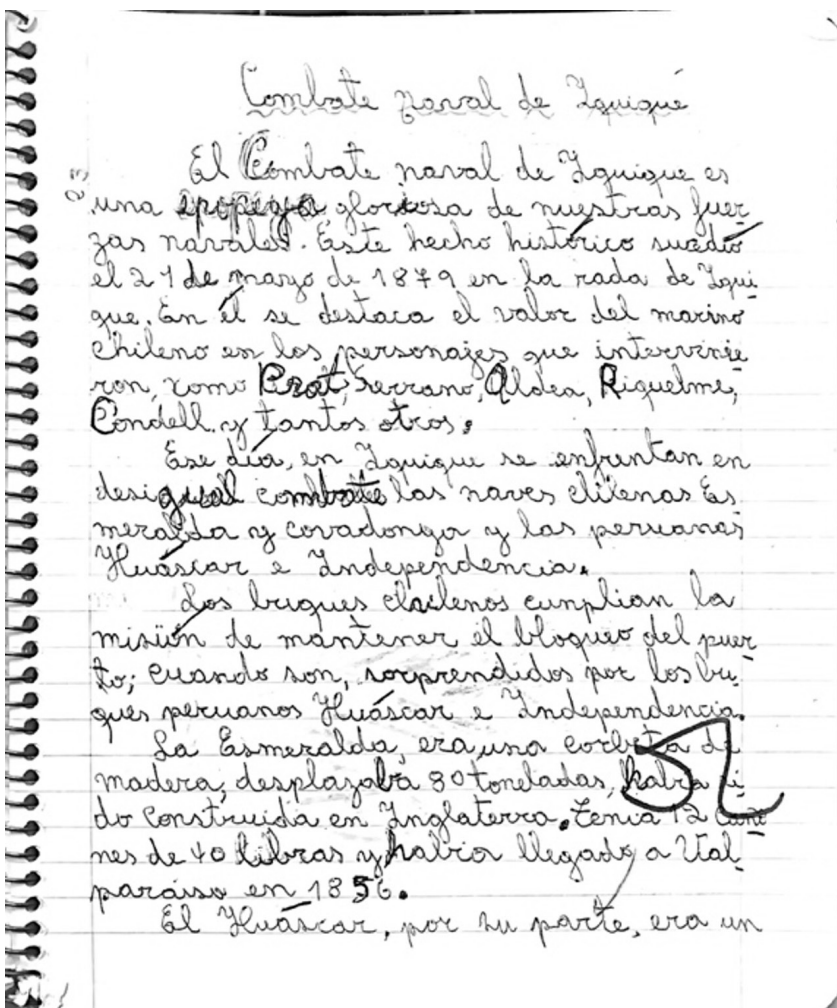 Combate naval de Iquique
El Combate naval de Iquique es
una epopeya gloriosa de nuestras fuer
zas navales. Este hecho histórico sucedió
el 21 de mayo de 1879 en la rada de Iqui
que. En él se destaca el valor del marino
chileno en los personajes que intervinie
ron, como Prat, Serrano, Aldea, Riquelme,
Condell y tantos otros.
Ese día, en Iquique se enfrentan en
desigual combate las naves chilenas Es
meralda y covadonga y las peruanas
Huáscar e Independencia.
Los buques chilenos cunplian la
misión de mantener el bloqueo del puer
to; cuando son, sorprendidos por los bu
ques peruanos Huáscar e Independencia.
La Esmeralda, era una corbeta de
madera, desplazaba 80 toneladas, habia si
do construida en Inglaterra. Tenia 12 caño
nes de 40 libras y habia llegado a Val
paraiso en 1856.
El Huáscar, por su parte, era un